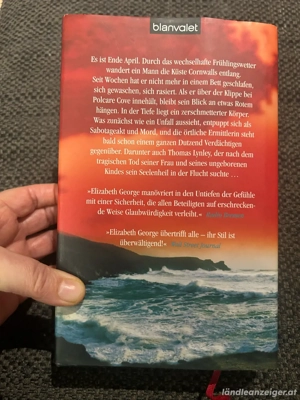 blanvalet
Es ist Ende April. Durch das wechselhafte Frühlingswetter
wandert ein Mann die Küste Cornwalls entlang.
Seit Wochen hat er nicht mehr in einem Bett geschlafen,
sich gewaschen, sich rasiert. Als er über der Klippe bei
Polcare Cove innehält, bleibt sein Blick an etwas Rotem
hängen. In der Tiefe liegt ein zerschmetterter Körper.
Was zunächst wie ein Unfall aussieht, entpuppt sich als
Sabotageakt und Mord, und die örtliche Ermittlerin steht
bald schon einem ganzen Dutzend Verdächtigen
gegenüber. Darunter auch Thomas Lynley, der nach dem
tragischen Tod seiner Frau und seines ungeborenen
Kindes sein Seelenheil in der Flucht suchte …
»Elizabeth George manövriert in den Untiefen der Gefühle
mit einer Sicherheit, die allen Beteiligten auf erschrecken-
de Weise Glaubwürdigkeit verleiht.«
»Elizabeth George übertrifft alle – ihr Stil ist
überwältigend!«
ländleanzeiger.at